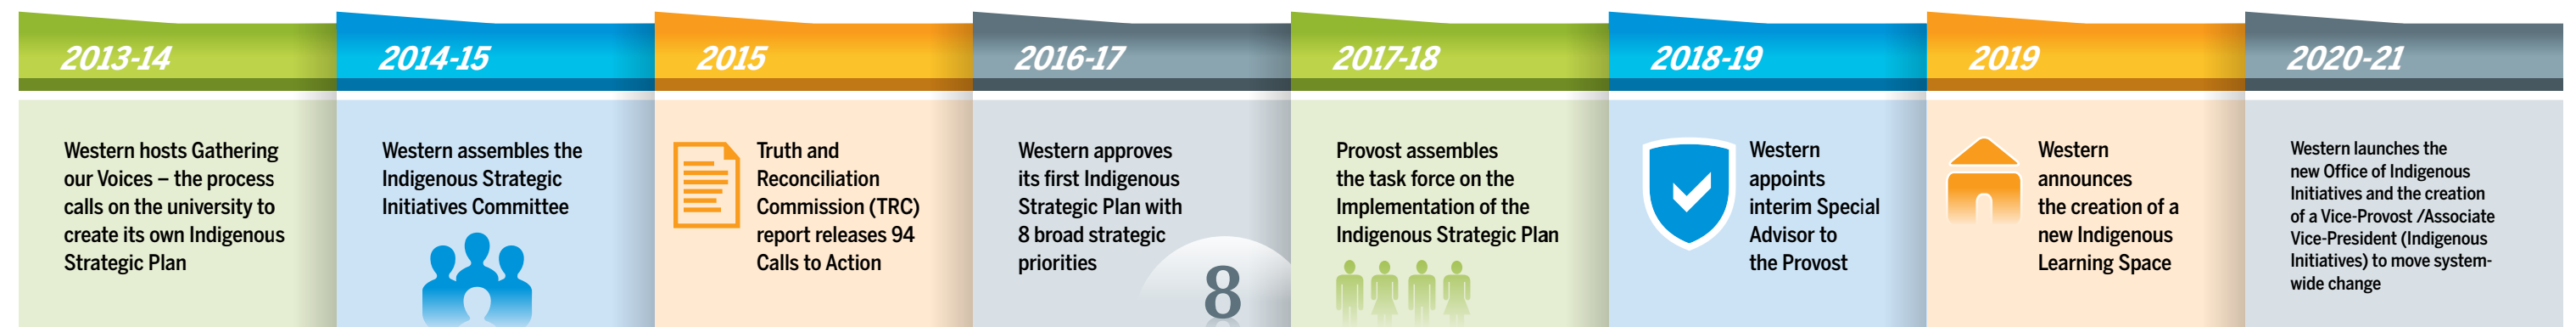 2013-14
Western hosts Gathering
our Voices – the process
calls on the university to
create its own Indigenous
Strategic Plan
2014-15
Western assembles the
Indigenous Strategic
Initiatives Committee
2015
Truth and
Reconciliation
Commission (TRC)
report releases 94
Calls to Action
2016-17
Western approves
its first Indigenous
Strategic Plan with
8 broad strategic
priorities
8
2017-18
Provost assembles
the task force on the
Implementation of the
Indigenous Strategic Plan
2018-19
Western
appoints
interim Special
Advisor to
the Provost
2019
Western
announces
the creation of a
new Indigenous
Learning Space
2020-21
Western launches the
new Office of Indigenous
Initiatives and the creation
of a Vice-Provost /Associate
Vice-President (Indigenous
Initiatives) to move system-
wide change